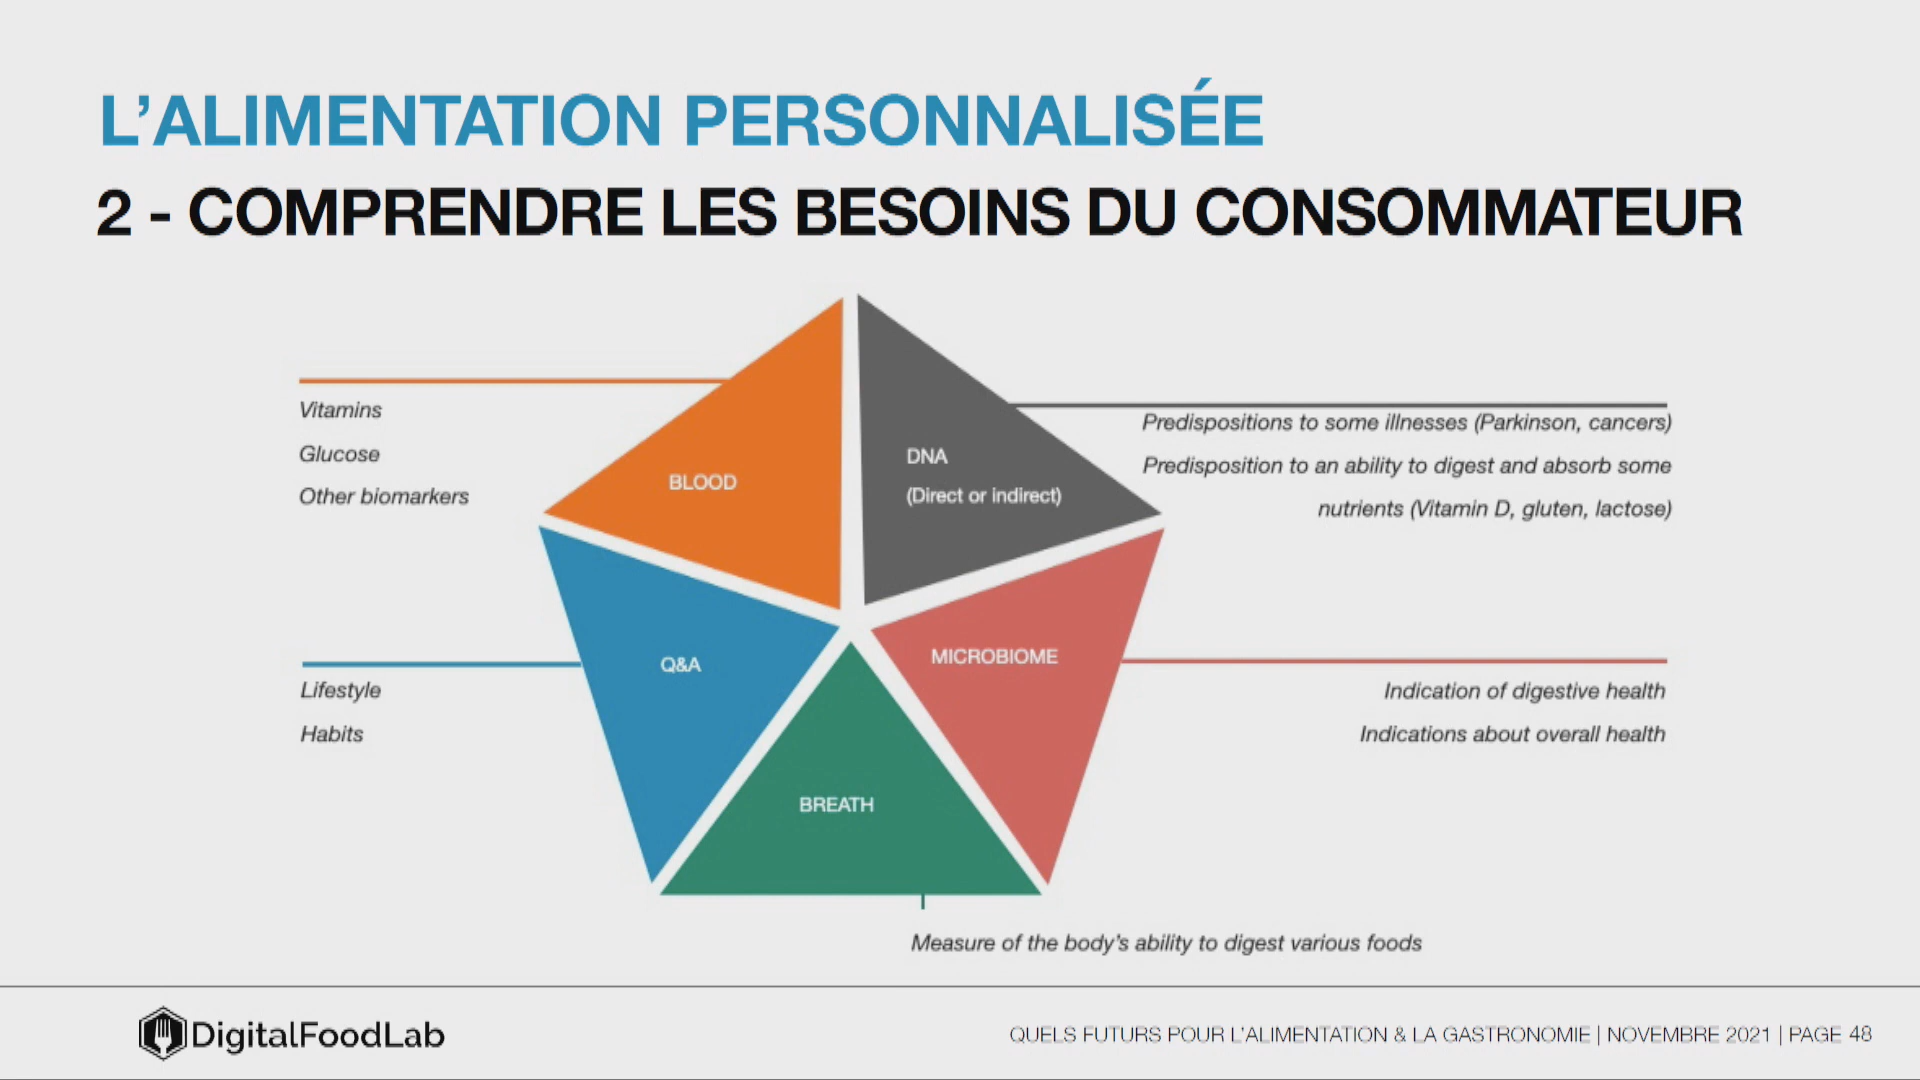 L'ALIMENTATION PERSONNALISÉE
2 - COMPRENDRE LES BESOINS DU CONSOMMATEUR
Vitamins
Glucose
Other biomarkers
BLOOD
DNA
(Direct or indirect)
Predispositions to some illnesses (Parkinson, cancers)
Predisposition to an ability to digest and absorb some
nutrients (Vitamin D, gluten, lactose)
Q&A
Lifestyle
Habits
MICROBIOME
Indication of digestive health
Indications about overall health
BREATH
Measure of the body's ability to digest various foods
DigitalFoodLab
QUELS FUTURS POUR L'ALIMENTATION & LA GASTRONOMIE | NOVEMBRE 2021 | PAGE 48